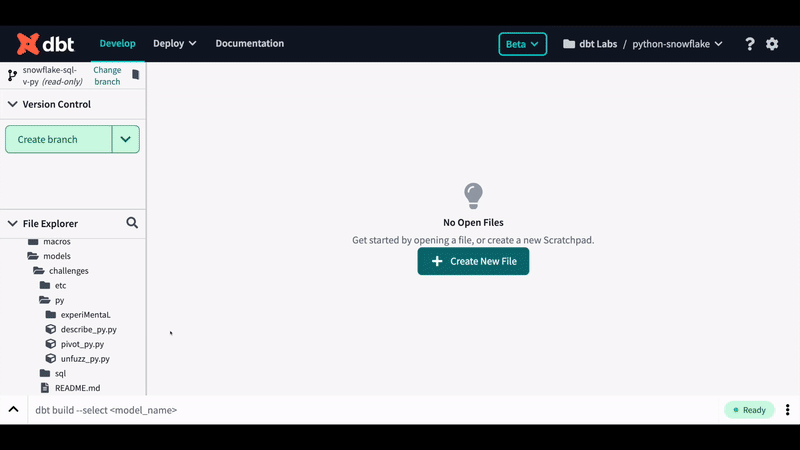 dbt
Develop
Deploy
Documentation
Beta
dbt Labs / python-snowflake
?
snowflake-sql-
v-py (read-only)
Change
branch
Version Control
Create branch
File Explorer
macros
models
challenges
etc
py
experiMentaL
describe_py.py
pivot_py.py
unfuzz_py.py
sql
README.md
No Open Files
Get started by opening a file, or create a new Scratchpad.
+ Create New File
dbt build --select <model_name>
Ready